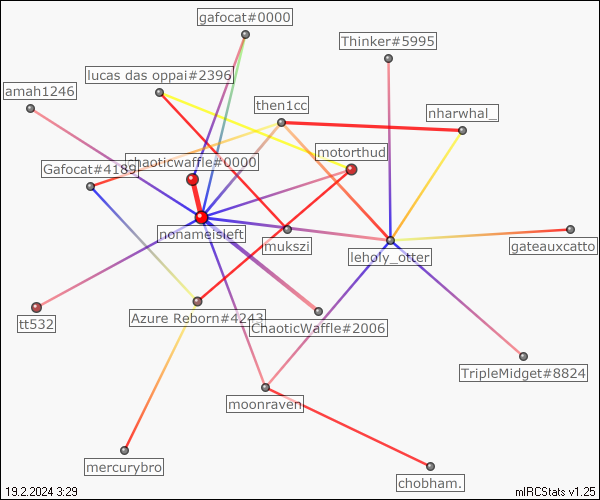 gafocat#0000
Thinker#5995
lucas das oppai#2396
amah1246
then1cc
nharwhal_
motorthud
chaoticwaffle#0000
Gafocat#4189
nonameisleft
mukszi
leholy_otter
gateauxcatto
tt532
Azure Reborn#4243
ChaoticWaffle#2006
TripleMidget#8824
moonraven
mercurybro
chobham.
19.2.2024 3:29
mIRCStats v1.25